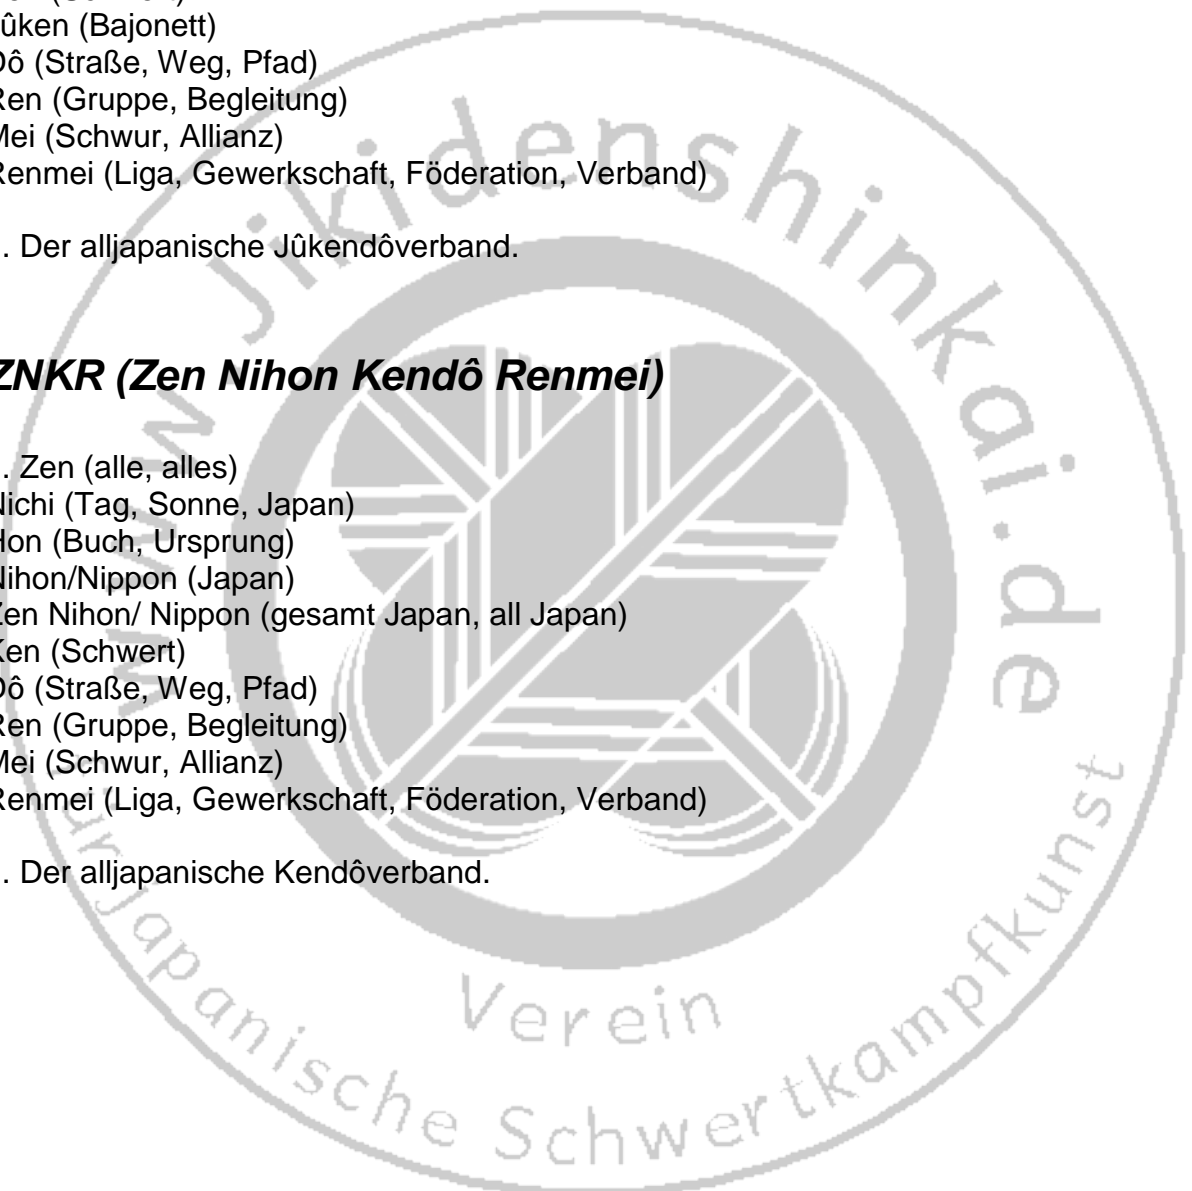 ûken (Bajonett)
Dô (Straße, Weg, Pfad)
Ren (Gruppe, Begleitung)
Mei (Schwur, Allianz)
Renmei (Liga, Gewerkschaft, Föderation, Verband)
. Der alljapanische Jûkendôverband.
ZNKR (Zen Nihon Kendô Renmei)
. Zen (alle, alles)
Nichi (Tag, Sonne, Japan)
Hon (Buch, Ursprung)
Nihon/Nippon (Japan)
Zen Nihon/ Nippon (gesamt Japan, all Japan)
Ken (Schwert)
Dô (Straße, Weg, Pfad)
Ren (Gruppe, Begleitung)
Mei (Schwur, Allianz)
Renmei (Liga, Gewerkschaft, Föderation, Verband)
. Der alljapanische Kendôverband.
www Jikidenshinkai.de
Verein
für japanische Schwertkampfkunst